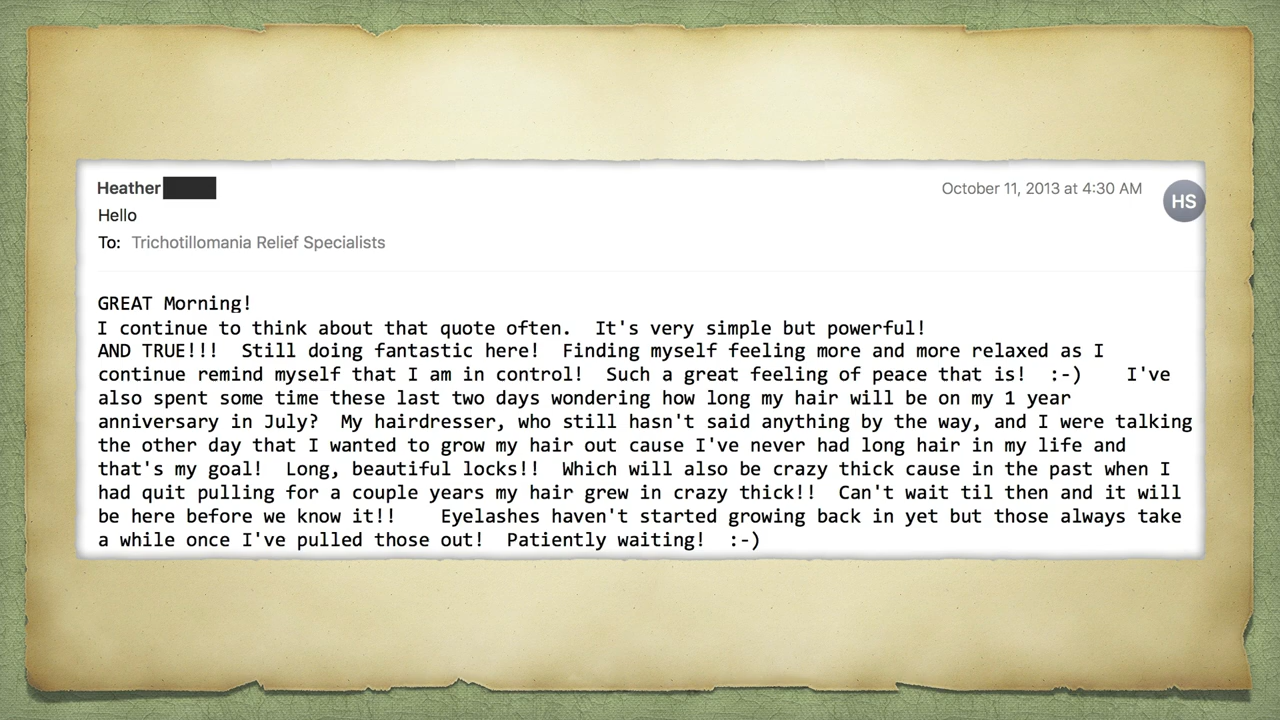 Heather
October 11, 2013 at 4:30 AM
HS
Hello
To: Trichotillomania Relief Specialists
GREAT Morning!
I continue to think about that quote often.  It's very simple but powerful!
AND TRUE!!!  Still doing fantastic here!  Finding myself feeling more and more relaxed as I
continue remind myself that I am in control!  Such a great feeling of peace that is!  :-)    I've
also spent some time these last two days wondering how long my hair will be on my 1 year
anniversary in July?  My hairdresser, who still hasn't said anything by the way, and I were talking
the other day that I wanted to grow my hair out cause I've never had long hair in my life and
that's my goal!  Long, beautiful locks!!  Which will also be crazy thick cause in the past when I
had quit pulling for a couple years my hair grew in crazy thick!!  Can't wait til then and it will
be here before we know it!!    Eyelashes haven't started growing back in yet but those always take
a while once I've pulled those out!  Patiently waiting!  :-)